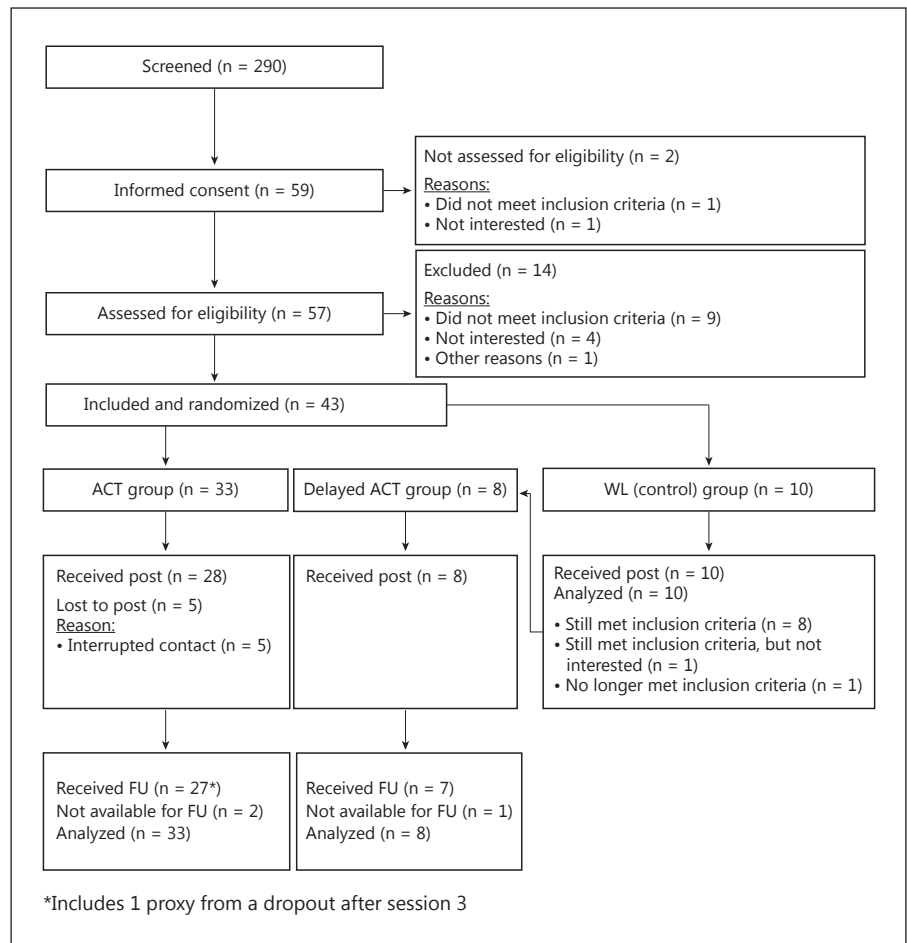 Screened (n = 290)
Informed consent (n = 59)
Not assessed for eligibility (n = 2)
Reasons:
• Did not meet inclusion criteria (n = 1)
• Not interested (n = 1)
Assessed for eligibility (n = 57)
Excluded (n = 14)
Reasons:
• Did not meet inclusion criteria (n = 9)
• Not interested (n = 4)
• Other reasons (n = 1)
Included and randomized (n = 43)
ACT group (n = 33)
Delayed ACT group (n = 8)
WL (control) group (n = 10)
Received post (n = 28)
Lost to post (n = 5)
Reason:
• Interrupted contact (n = 5)
Received post (n = 8)
Received post (n = 10)
Analyzed (n = 10)
• Still met inclusion criteria (n = 8)
• Still met inclusion criteria, but not
interested (n = 1)
• No longer met inclusion criteria (n = 1)
Received FU (n = 27*)
Not available for FU (n = 2)
Analyzed (n = 33)
Received FU (n = 7)
Not available for FU (n = 1)
Analyzed (n = 8)
*Includes 1 proxy from a dropout after session 3